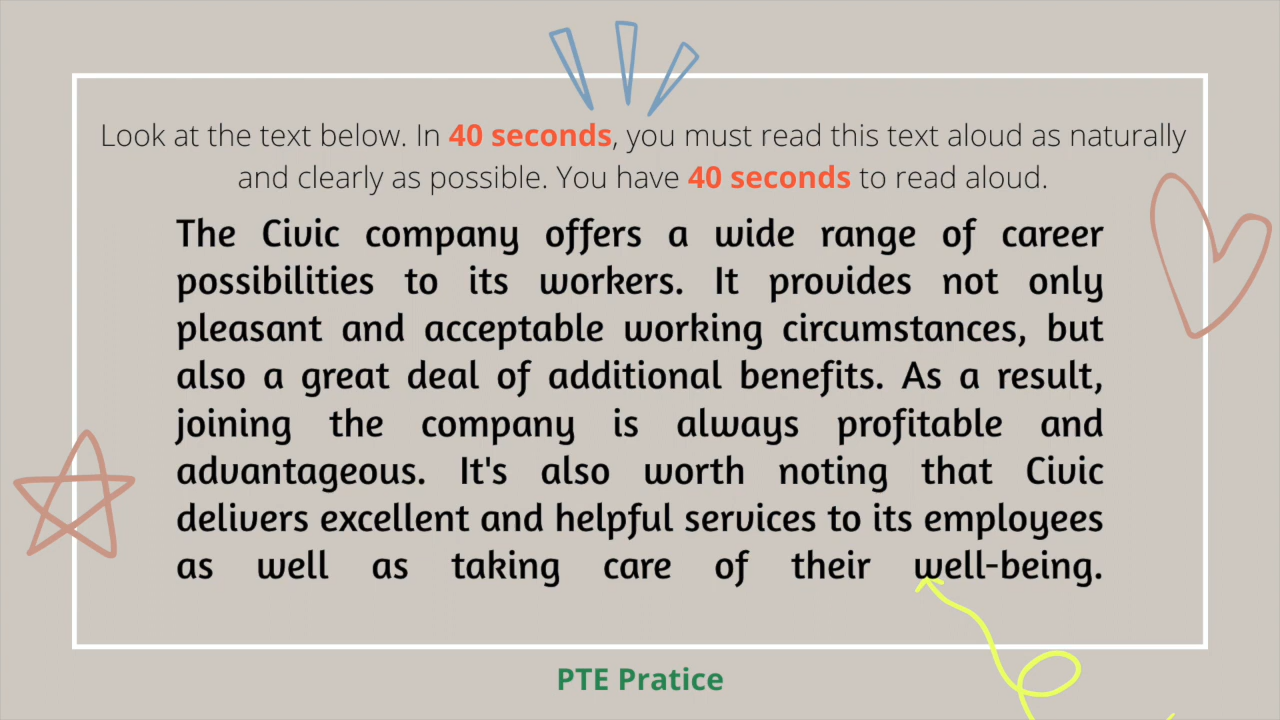 Look at the text below. In 40 seconds, you must read this text aloud as naturally
and clearly as possible. You have 40 seconds to read aloud.
The Civic company offers a wide range of career
possibilities to its workers. It provides not only
pleasant and acceptable working circumstances, but
also a great deal of additional benefits. As a result,
joining the company is always profitable and
advantageous. It's also worth noting that Civic
delivers excellent and helpful services to its employees
as well as taking care of their well-being.
PTE Pratice